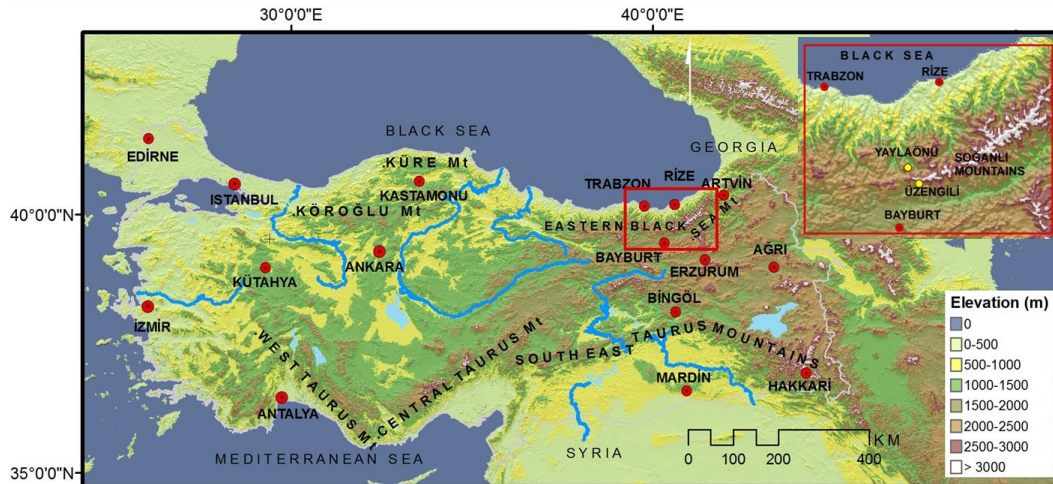 30°0'0"E
40°0'0"E
40°0'0"N
35°0'0"N
BLACK SEA
GEORGIA
EDİRNE
ISTANBUL
.KÜRE Mt
KASTAMONU
.KÖROĞLU Mt
ANKARA
KÜTAHYA
İZMİR
ANTALYA
WEST TAURUS Mt
.CENTRAL TAURUS Mt
SOUTH EAST TAURUS MOUNTAINS
MEDITERRANEAN SEA
SYRIA
TRABZON
RİZE
ARTVİN
EASTERN BLACK SEA Mt
BAYBURT
ERZURUM
AĞRI
BİNGÖL
MARDİN
HAKKARİ
BLACK SEA
TRABZON
RİZE
YAYLAÖNÜ
SOGANLI
MOUNTAINS
ÜZENGİLİ
BAYBURT
Elevation (m)
0
0-500
500-1000
1000-1500
1500-2000
2000-2500
2500-3000
> 3000
KM
0 100 200 400